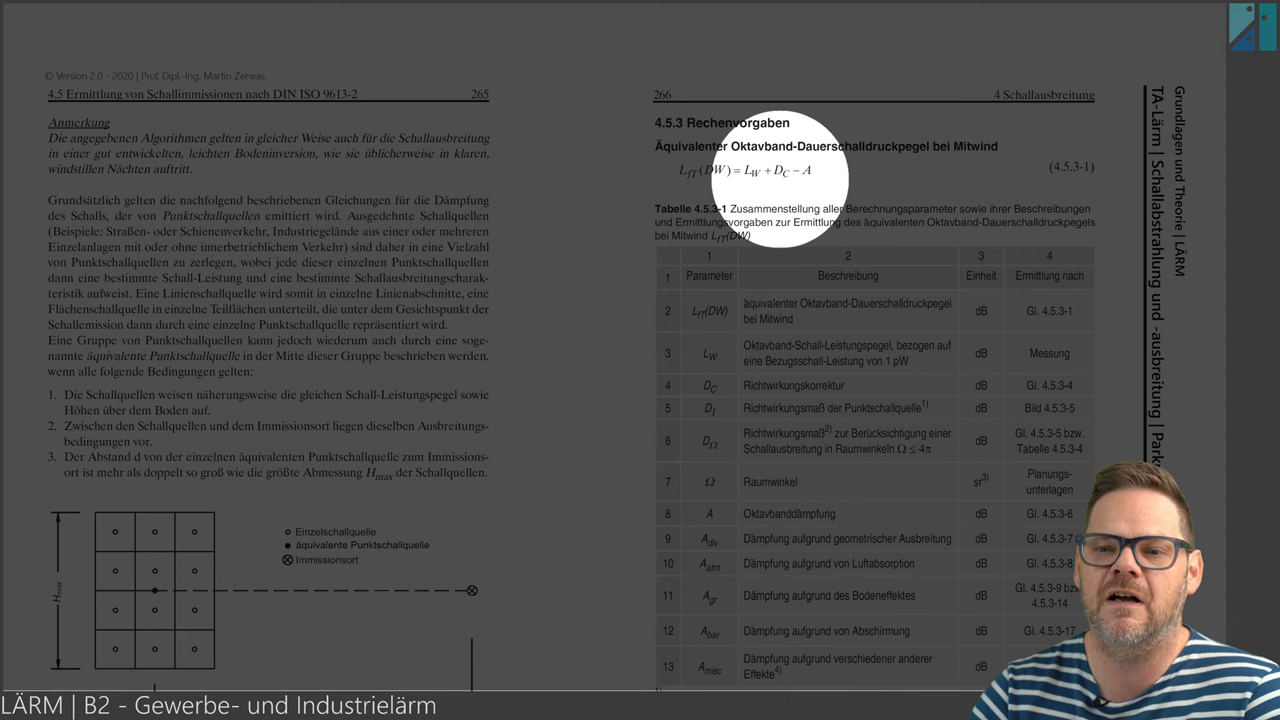 © Version 2.0 - 2020 | Prof. Dipl.-Ing. Martin Zerwas
4.5 Ermittlung von Schallimmissionen nach DIN ISO 9613-2 265
Anmerkung
Die angegebenen Algorithmen gelten in gleicher Weise auch für die Schallausbreitung
in einer gut entwickelten, leichten Bodeninversion, wie sie üblicherweise in klaren,
windstillen Nächten auftritt.
Grundsätzlich gelten die nachfolgend beschriebenen Gleichungen für die Dämpfung
des Schalls, der von Punktschallquellen emittiert wird. Ausgedehnte Schallquellen
(Straßen- oder Schienenverkehr, Industriegelände aus einer oder mehreren
Einzelanlagen mit oder ohne innerbetrieblichem Verkehr) sind daher in eine Vielzahl
von Punktschallquellen zu zerlegen, wobei jede dieser einzelnen Punktschallquellen
dann eine bestimmte Schall-Leistung und eine bestimmte Schallausbreitungscharak-
teristik aufweist. Eine Linienschallquelle wird somit in einzelne Linienabschnitte, eine
Flächenschallquelle in einzelne Teilflächen unterteilt, die unter dem Gesichtspunkt der
Schallemission dann durch eine einzelne Punktschallquelle repräsentiert wird.
Eine Gruppe von Punktschallquellen kann jedoch wiederum auch durch eine soge-
nannte äquivalente Punktschallquelle in der Mitte dieser Gruppe beschrieben werden,
wenn alle folgende Bedingungen gelten:
1. Die Schallquellen weisen näherungsweise die gleichen Schall-Leistungspegel sowie
Höhen über dem Boden auf.
2. Zwischen den Schallquellen und dem Immissionsort liegen dieselben Ausbreitungs-
bedingungen vor.
3. Der Abstand d von der einzelnen äquivalenten Punktschallquelle zum Immissions-
ort ist mehr als doppelt so groß wie die größte Abmessung Hmax der Schallquellen.
Hmax
Einzelschallquelle
äquivalente Punktschallquelle
Immissionsort
266 4 Schallausbreitung
4.5.3 Rechenvorgaben
Äquivalenter Oktavband-Dauerschalldruckpegel bei Mitwind
LfT(DW) = LW + DC − A (4.5.3-1)
Tabelle 4.5.3-1 Zusammenstellung aller Berechnungsparameter sowie ihrer Beschreibungen
und Ermittlungsvorgaben zur Ermittlung des äquivalenten Oktavband-Dauerschalldruckpegels
bei Mitwind LfT(DW)
1 2 3 4
1 Parameter Beschreibung Einheit Ermittlung nach
2 LfT(DW) äquivalenter Oktavband-Dauerschalldruckpegel bei Mitwind dB Gl. 4.5.3-1
3 LW Oktavband-Schall-Leistungspegel, bezogen auf eine Bezugsschall-Leistung von 1 pW dB Messung
4 DC Richtwirkungskorrektur dB Gl. 4.5.3-4
5 DI Richtwirkungsmaß der Punktschallquelle1) dB Bild 4.5.3-5
6 DΩ Richtwirkungsmaß2) zur Berücksichtigung einer Schallausbreitung in Raumwinkeln Ω ≤ 4π dB Gl. 4.5.3-5 bzw. Tabelle 4.5.3-4
7 Ω Raumwinkel sr3) Planungs-unterlagen
8 A Oktavbanddämpfung dB Gl. 4.5.3-6
9 Adiv Dämpfung aufgrund geometrischer Ausbreitung dB Gl. 4.5.3-7
10 Aatm Dämpfung aufgrund von Luftabsorption dB Gl. 4.5.3-8
11 Agr Dämpfung aufgrund des Bodeneffektes dB Gl. 4.5.3-9 bzw. 4.5.3-14
12 Abar Dämpfung aufgrund von Abschirmung dB Gl. 4.5.3-17
13 Amisc Dämpfung aufgrund verschiedener anderer Effekte4) dB
Grundlagen und Theorie | LÄRM
TA-Lärm | Schallabstrahlung und -ausbreitung |
LÄRM | B2 - Gewerbe- und Industrielärm